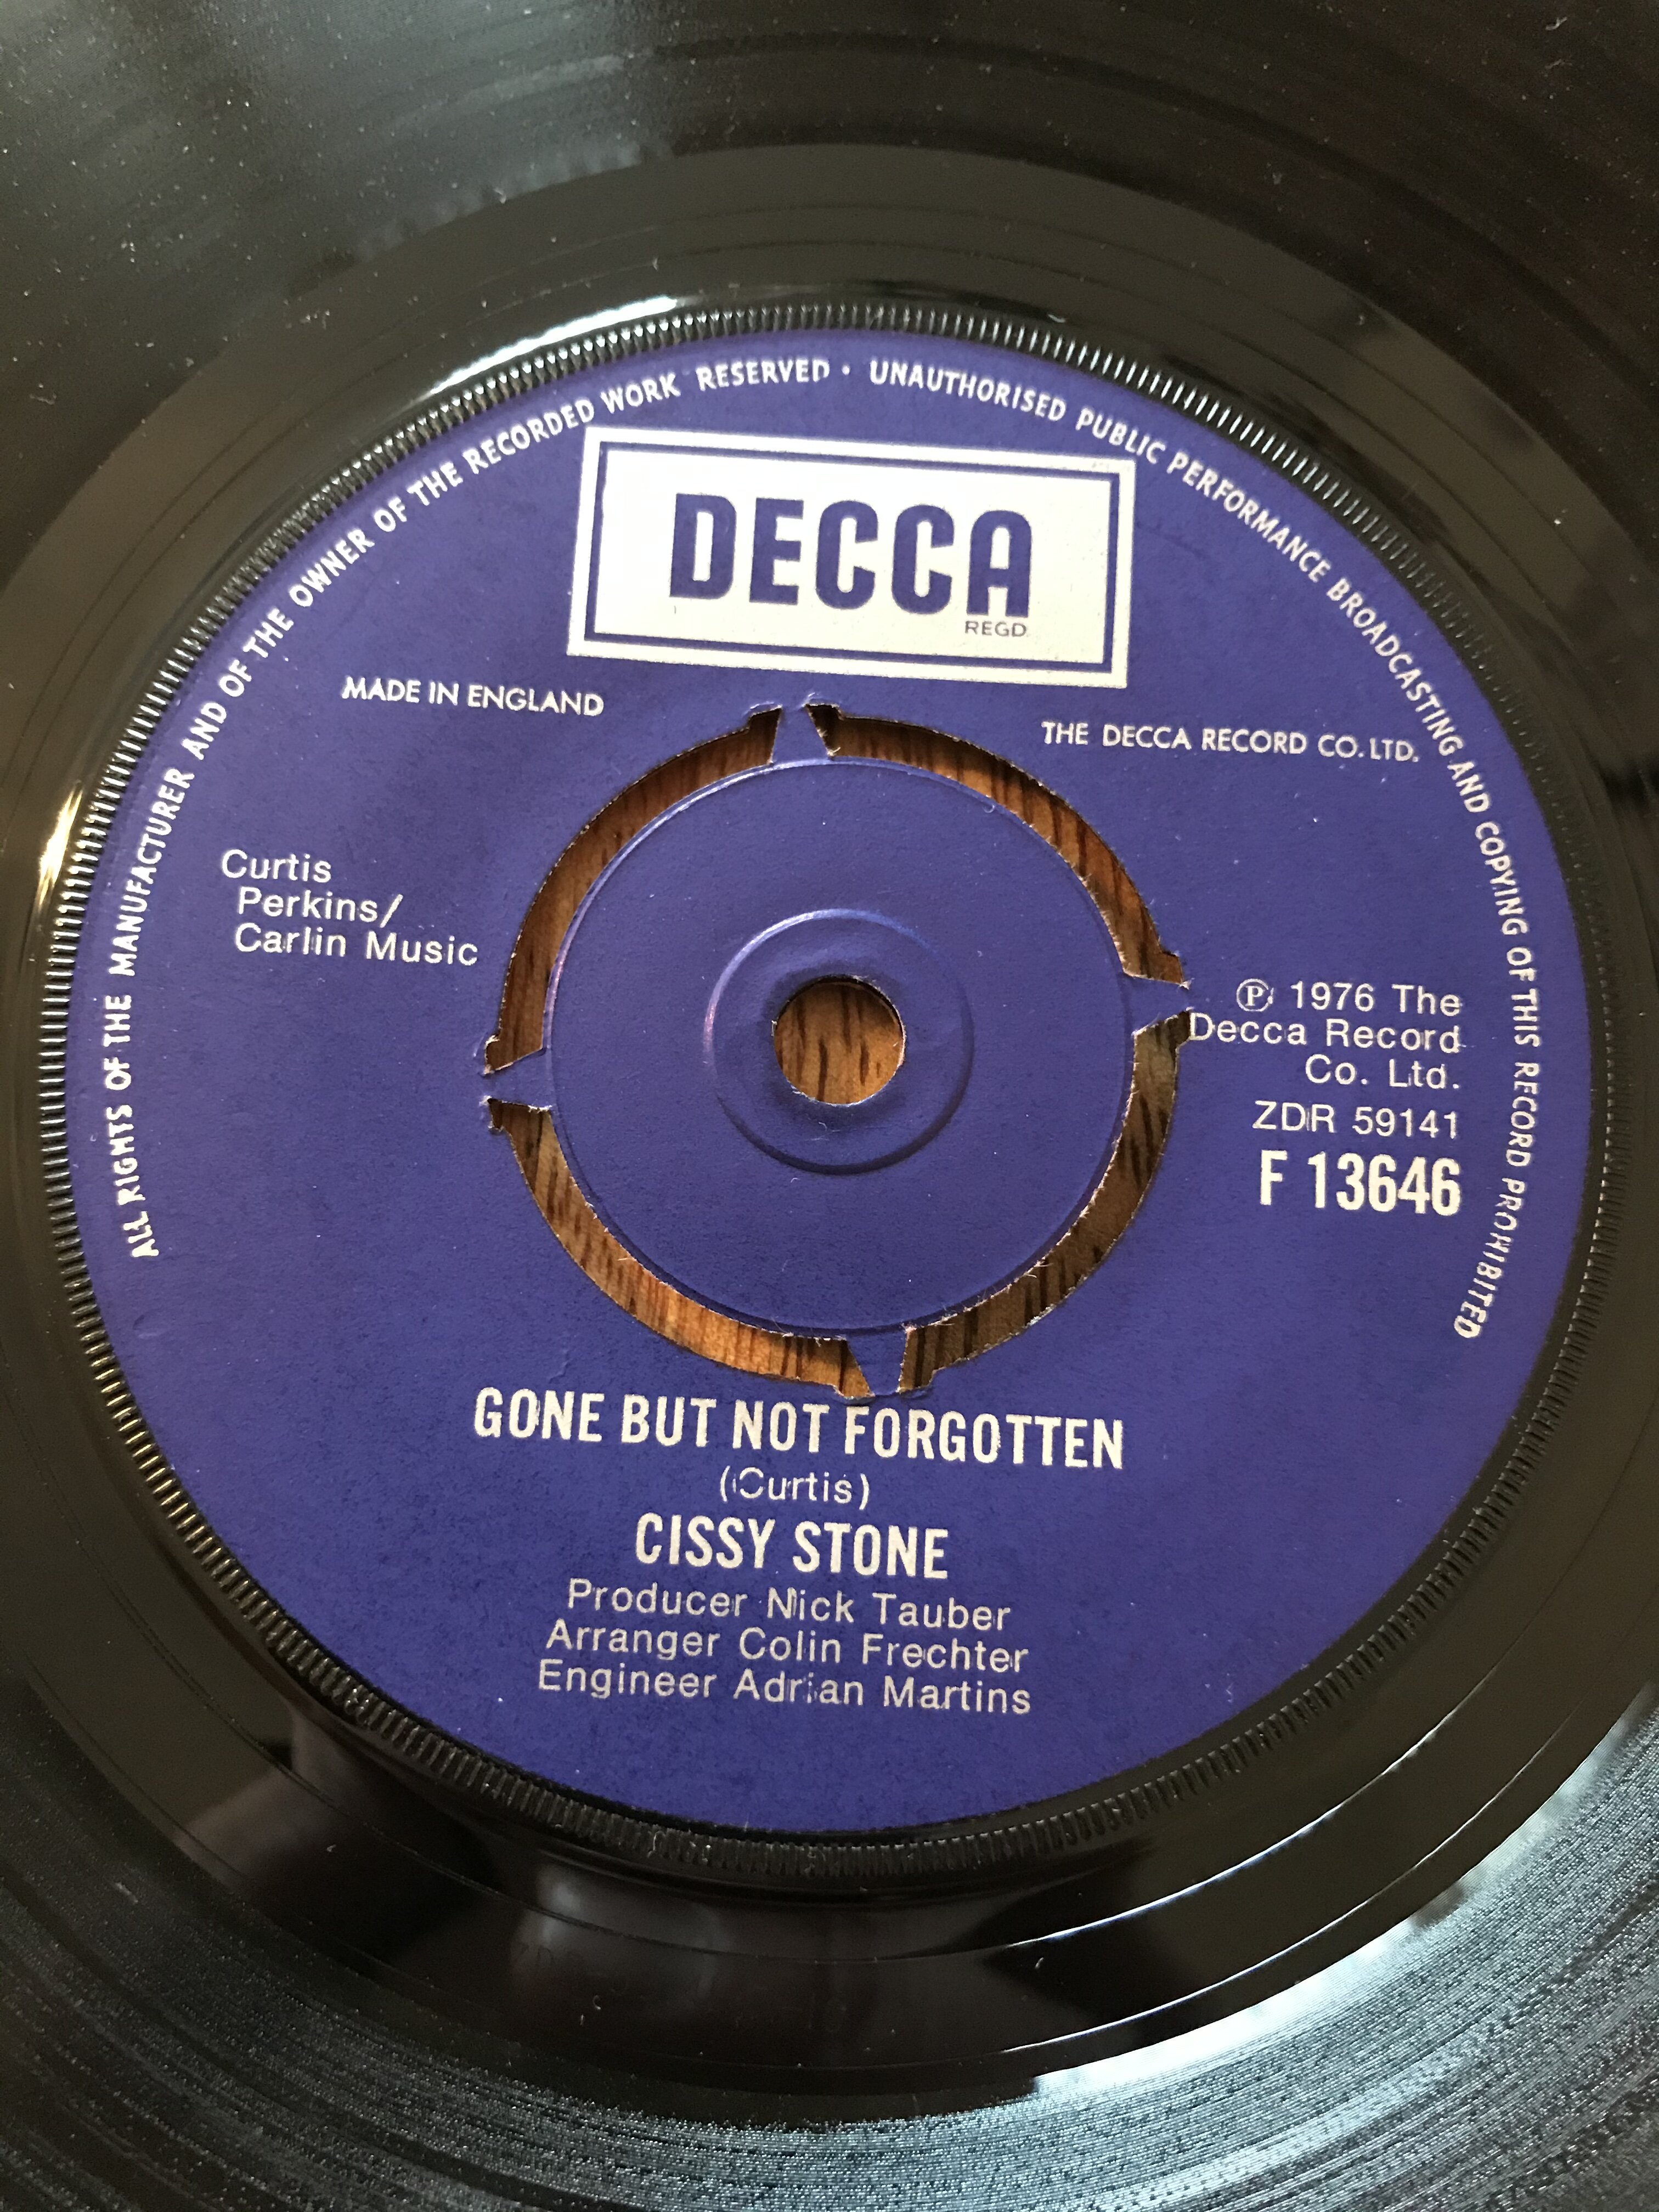 ALL RIGHTS OF THE MANUFACTURER AND OF THE OWNER OF THE RECORDED WORK RESERVED · UNAUTHORISED PUBLIC PERFORMANCE BROADCASTING AND COPYING OF THIS RECORD PROHIBITED
DECCA
REGD.
MADE IN ENGLAND
THE DECCA RECORD CO. LTD.
Curtis
Perkins/
Carlin Music
℗ 1976 The
Decca Record
Co. Ltd.
ZDR 59141
F 13646
GONE BUT NOT FORGOTTEN
(Curtis)
CISSY STONE
Producer Nick Tauber
Arranger Colin Frechter
Engineer Adrian Martins